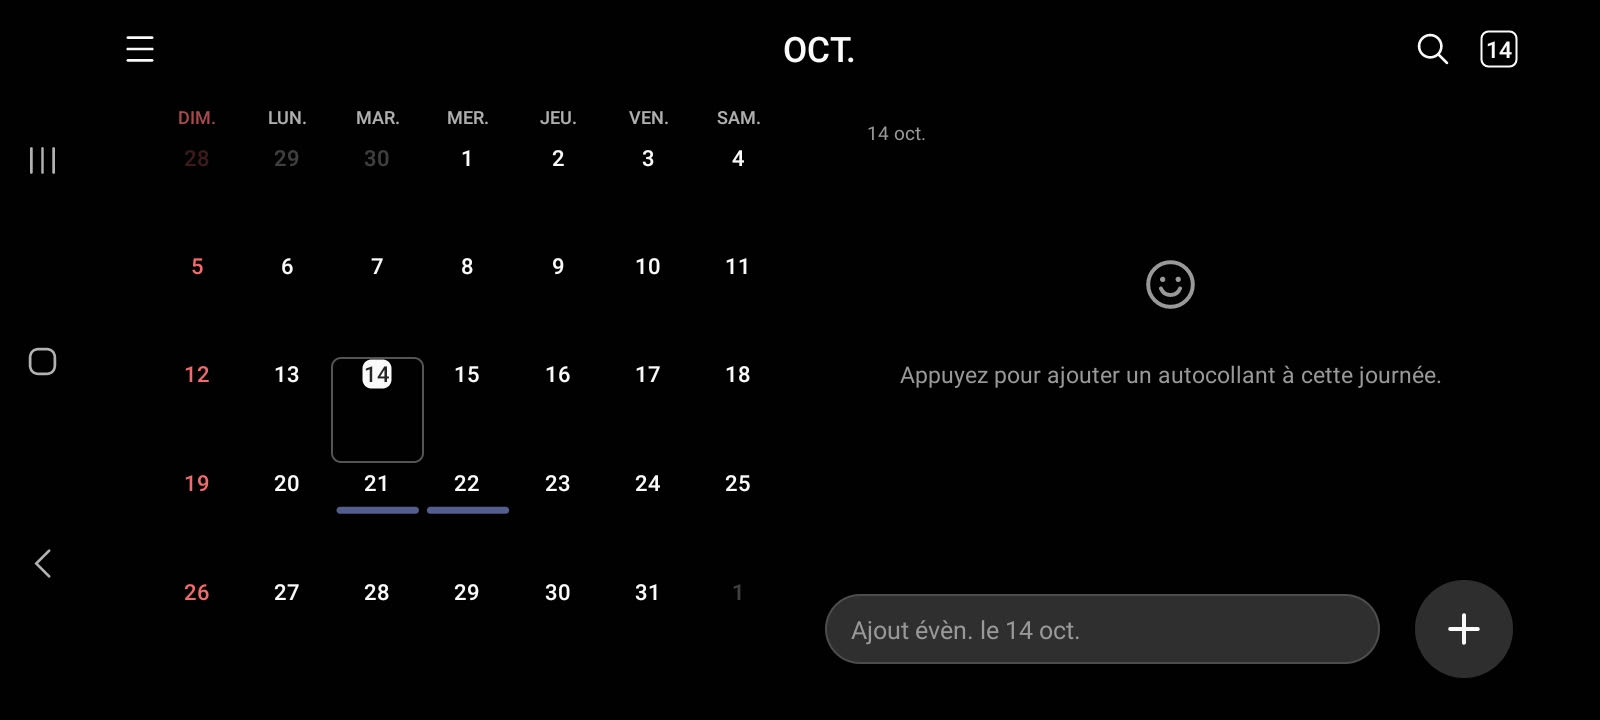 OCT.
14
DIM. LUN. MAR. MER. JEU. VEN. SAM.
28 29 30 1 2 3 4
5 6 7 8 9 10 11
12 13 14 15 16 17 18
19 20 21 22 23 24 25
26 27 28 29 30 31 1
14 oct.
Appuyez pour ajouter un autocollant à cette journée.
Ajout évèn. le 14 oct.